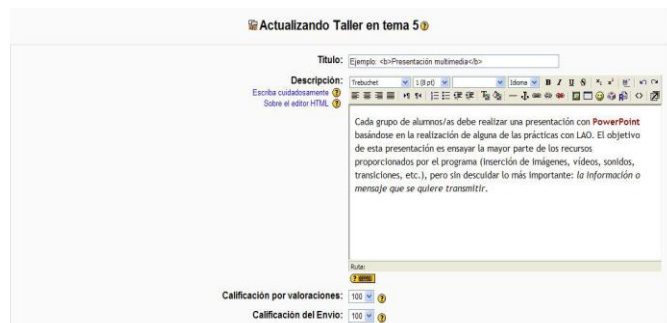 Actualizando Taller en tema 5
Título: Ejemplo: <b>Presentación multimedia</b>
Descripción:
Escriba cuidadosamente
Sobre el editor HTML
Trebuchet 1 (8 pt) Idioma B I U S
Cada grupo de alumnos/as debe realizar una presentación con PowerPoint
basándose en la realización de alguna de las prácticas con LAO. El objetivo
de esta presentación es ensayar la mayor parte de los recursos
proporcionados por el programa (inserción de imágenes, vídeos, sonidos,
transiciones, etc.), pero sin descuidar lo más importante: la información o
mensaje que se quiere transmitir.
Ruta:
Calificación por valoraciones: 100
Calificación del Envio: 100